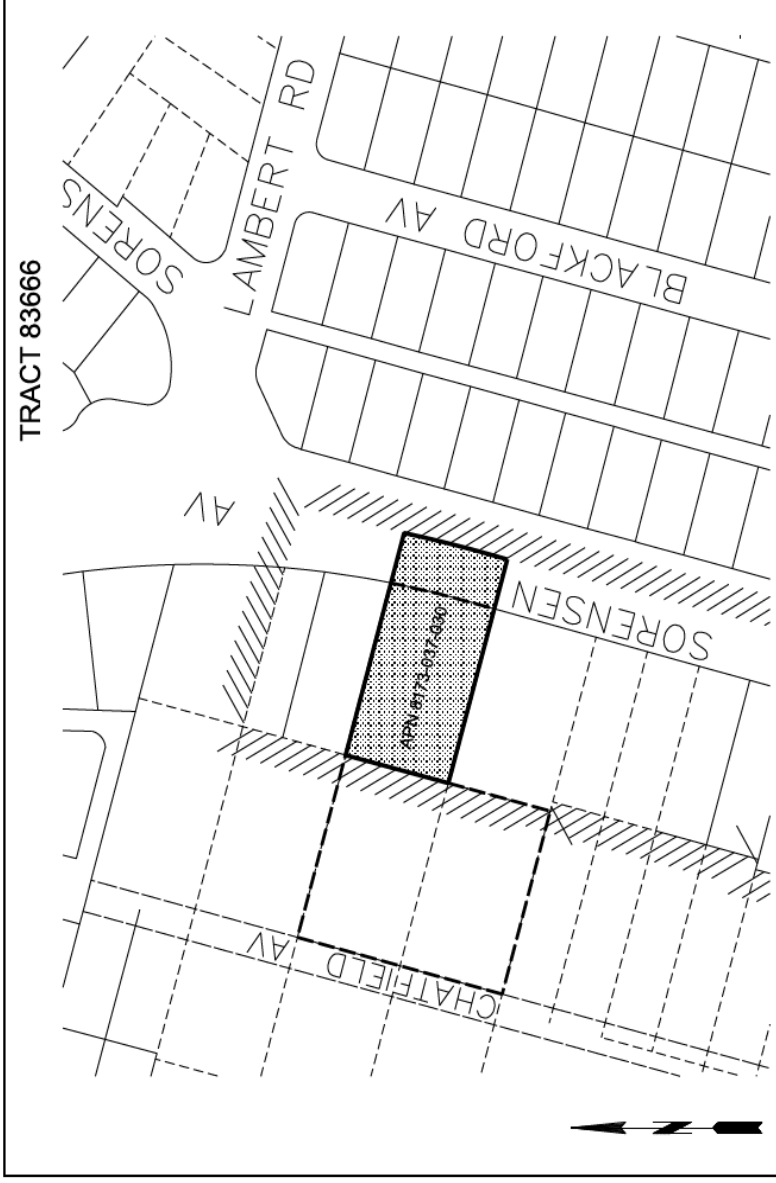 TRACT 83666
SORENS
LAMBERT RD
BLACKFORD AV
AV
SORENSEN
APN 8173-037-030
CHATFIELD AV
N